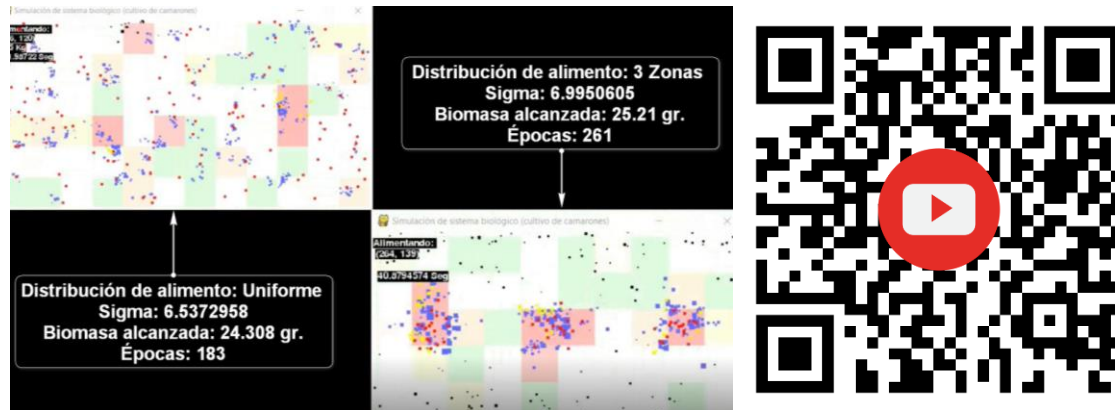 Simulación de sistema biológico (cultivo de camarones)
Distribución de alimento: 3 Zonas
Sigma: 6.9950605
Biomasa alcanzada: 25.21 gr.
Épocas: 261
Simulación de sistema biológico (cultivo de camarones)
Alimentando:
(264, 139)
40.8794574 Seg
Distribución de alimento: Uniforme
Sigma: 6.5372958
Biomasa alcanzada: 24.308 gr.
Épocas: 183